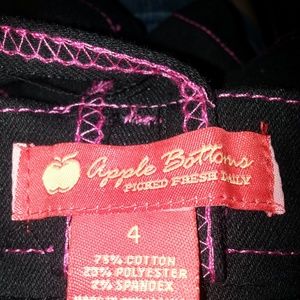 Apple Bottoms
PICKED FRESH DAILY
4
75% COTTON
23% POLYESTER
2% SPANDEX